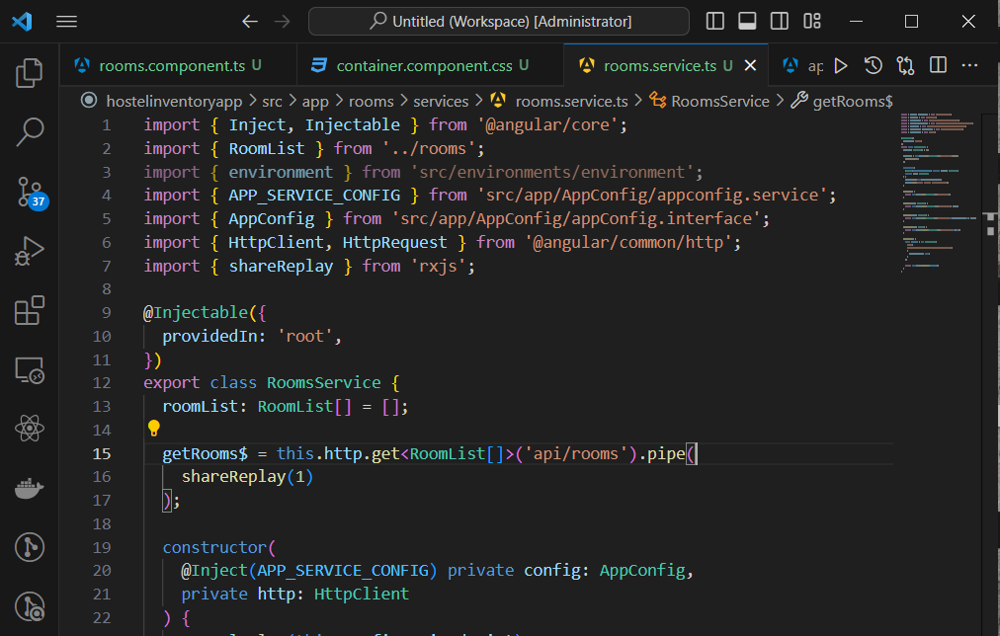 Untitled (Workspace) [Administrator]
rooms.component.ts U
container.component.css U
rooms.service.ts U
ap
hostelinventoryapp > src > app > rooms > services > rooms.service.ts > RoomsService > getRooms$
1 import { Inject, Injectable } from '@angular/core';
2 import { RoomList } from '../rooms';
3 import { environment } from 'src/environments/environment';
4 import { APP_SERVICE_CONFIG } from 'src/app/AppConfig/appconfig.service';
5 import { AppConfig } from 'src/app/AppConfig/appConfig.interface';
6 import { HttpClient, HttpRequest } from '@angular/common/http';
7 import { shareReplay } from 'rxjs';
8
9 @Injectable({
10 providedIn: 'root',
11 })
12 export class RoomsService {
13 roomList: RoomList[] = [];
14
15 getRooms$ = this.http.get<RoomList[]>('api/rooms').pipe(
16 shareReplay(1)
17 );
18
19 constructor(
20 @Inject(APP_SERVICE_CONFIG) private config: AppConfig,
21 private http: HttpClient
22 ) {
37